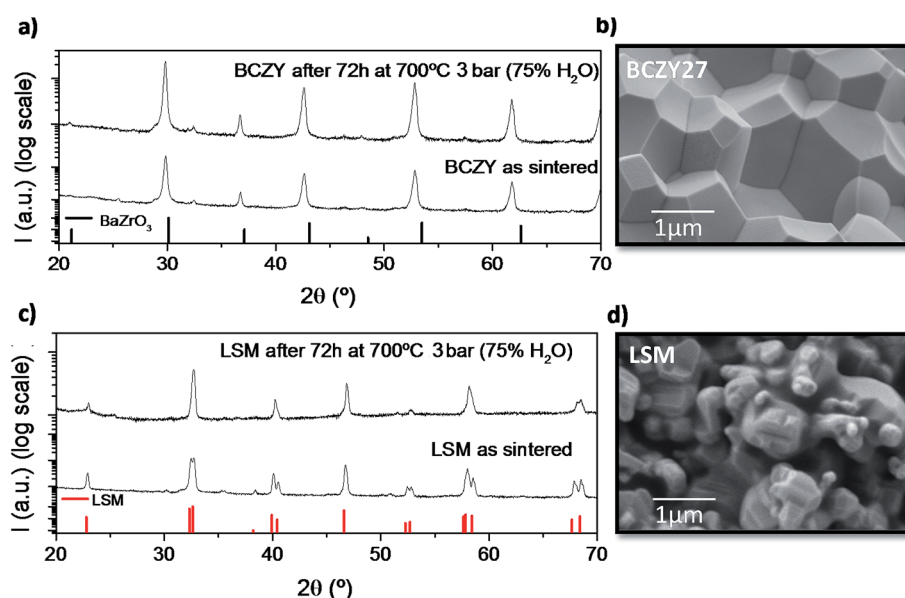 a)
BCZY after 72h at 700ºC 3 bar (75% H₂O)
BCZY as sintered
BaZrO₃
I (a.u.) (log scale)
20 30 40 50 60 70
2θ (º)
b)
BCZY27
1µm
c)
LSM after 72h at 700ºC 3 bar (75% H₂O)
LSM as sintered
LSM
I (a.u.) (log scale)
20 30 40 50 60 70
2θ (º)
d)
LSM
1µm